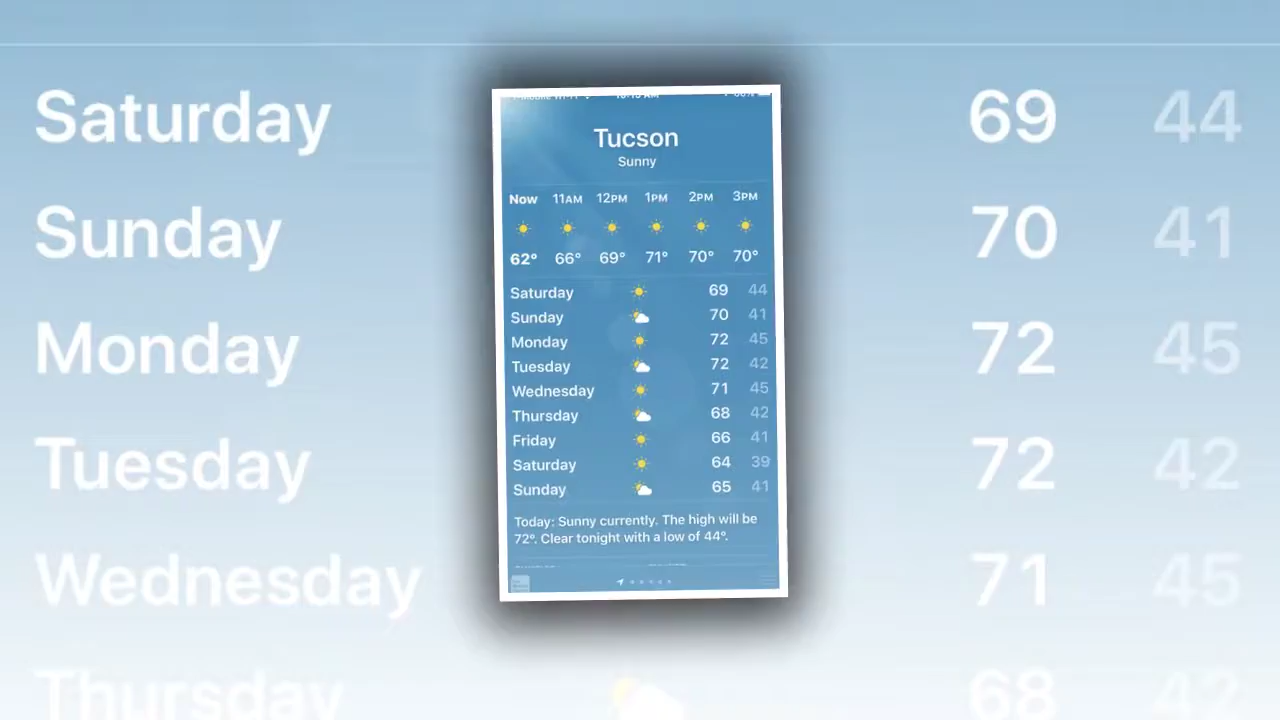 Saturday 69 44
Sunday 70 41
Monday 72 45
Tuesday 72 42
Wednesday 71 45
Thursday 68 42
Tucson
Sunny
Now 11AM 12PM 1PM 2PM 3PM
62° 66° 69° 71° 70° 70°
Saturday 69 44
Sunday 70 41
Monday 72 45
Tuesday 72 42
Wednesday 71 45
Thursday 68 42
Friday 66 41
Saturday 64 39
Sunday 65 41
Today: Sunny currently. The high will be
72°. Clear tonight with a low of 44°.